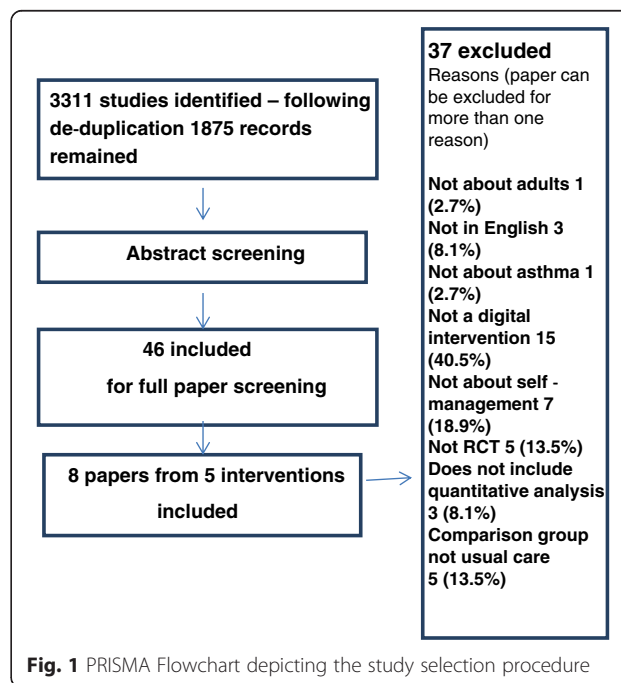 3311 studies identified – following
de-duplication 1875 records
remained
Abstract screening
46 included
for full paper screening
8 papers from 5 interventions
included
37 excluded
Reasons (paper can
be excluded for
more than one
reason)
Not about adults 1
(2.7%)
Not in English 3
(8.1%)
Not about asthma 1
(2.7%)
Not a digital
intervention 15
(40.5%)
Not about self -
management 7
(18.9%)
Not RCT 5 (13.5%)
Does not include
quantitative analysis
3 (8.1%)
Comparison group
not usual care
5 (13.5%)
Fig. 1 PRISMA Flowchart depicting the study selection procedure